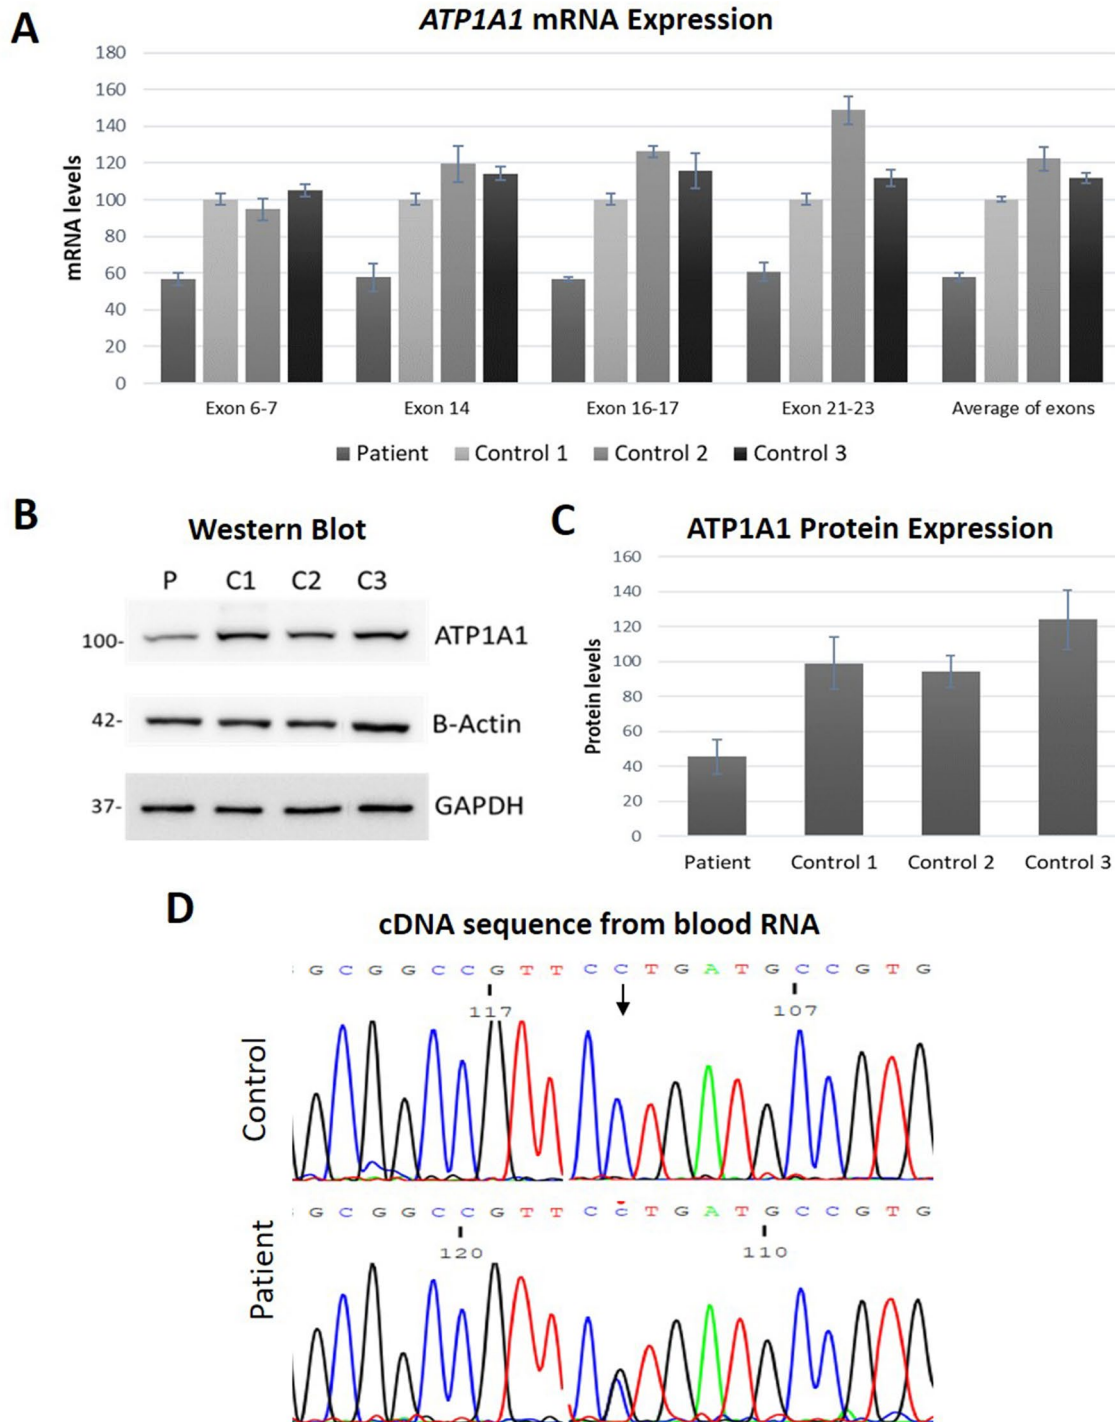 A
ATP1A1 mRNA Expression
mRNA levels
180
160
140
120
100
80
60
40
20
0
Exon 6-7 Exon 14 Exon 16-17 Exon 21-23 Average of exons
Patient Control 1 Control 2 Control 3
B
Western Blot
P C1 C2 C3
100- ATP1A1
42- B-Actin
37- GAPDH
C
ATP1A1 Protein Expression
Protein levels
160
140
120
100
80
60
40
20
0
Patient Control 1 Control 2 Control 3
D
cDNA sequence from blood RNA
Control
G C G G C C G T T C C T G A T G C C G T G
117 107
Patient
G C G G C C G T T C C T G A T G C C G T G
120 110